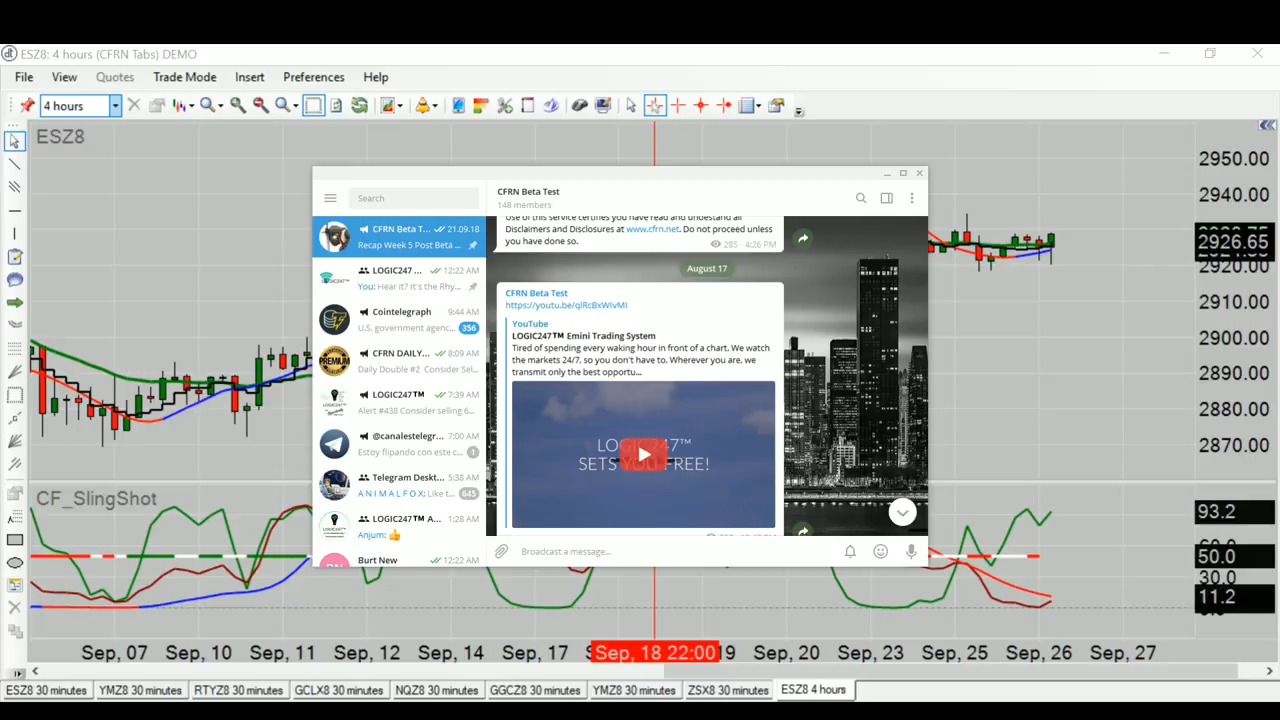 ESZ8: 4 hours (CFRN Tabs) DEMO
File View Quotes Trade Mode Insert Preferences Help
4 hours
ESZ8
2950.00
2940.00
2926.65
2920.00
2910.00
2900.00
2890.00
2880.00
2870.00
Search
CFRN Beta T... 21.09.18
Recap Week 5 Post Beta ...
LOGIC247 ... 12:22 AM
You: Hear it? It's the Rhy...
Cointelegraph 9:44 AM
U.S. government agenc... 356
CFRN DAILY... 8:09 AM
Daily Double #2 Consider Sel...
PREMIUM
LOGIC247™ 7:39 AM
Alert #438 Consider selling 6...
@canalestelegr... 7:00 AM
Estoy flipando con este c... 1
Telegram Deskt... 5:38 AM
A N I M A L F O X: Like t... 645
LOGIC247™ A... 1:28 AM
Anjum: 👍
Burt New 12:22 AM
CFRN Beta Test
148 members
Use of this service certifies you have read and undestand all
Disclaimers and Disclosures at www.cfrn.net. Do not proceed unless
you have done so. 285 4:26 PM
August 17
CFRN Beta Test
https://youtu.be/qlRcBxWIvMI
YouTube
LOGIC247™ Emini Trading System
Tired of spending every waking hour in front of a chart. We watch
the markets 24/7, so you don't have to. Wherever you are, we
transmit only the best opportu...
LOGIC247™
SETS YOU FREE!
Broadcast a message...
CF_SlingShot
93.2
50.0
30.0
11.2
Sep, 07 Sep, 10 Sep, 11 Sep, 12 Sep, 14 Sep, 17 Sep, 18 22:00 19 Sep, 20 Sep, 23 Sep, 25 Sep, 26 Sep, 27
ESZ8 30 minutes YMZ8 30 minutes RTYZ8 30 minutes GCLX8 30 minutes NQZ8 30 minutes GGCZ8 30 minutes YMZ8 30 minutes ZSX8 30 minutes ESZ8 4 hours